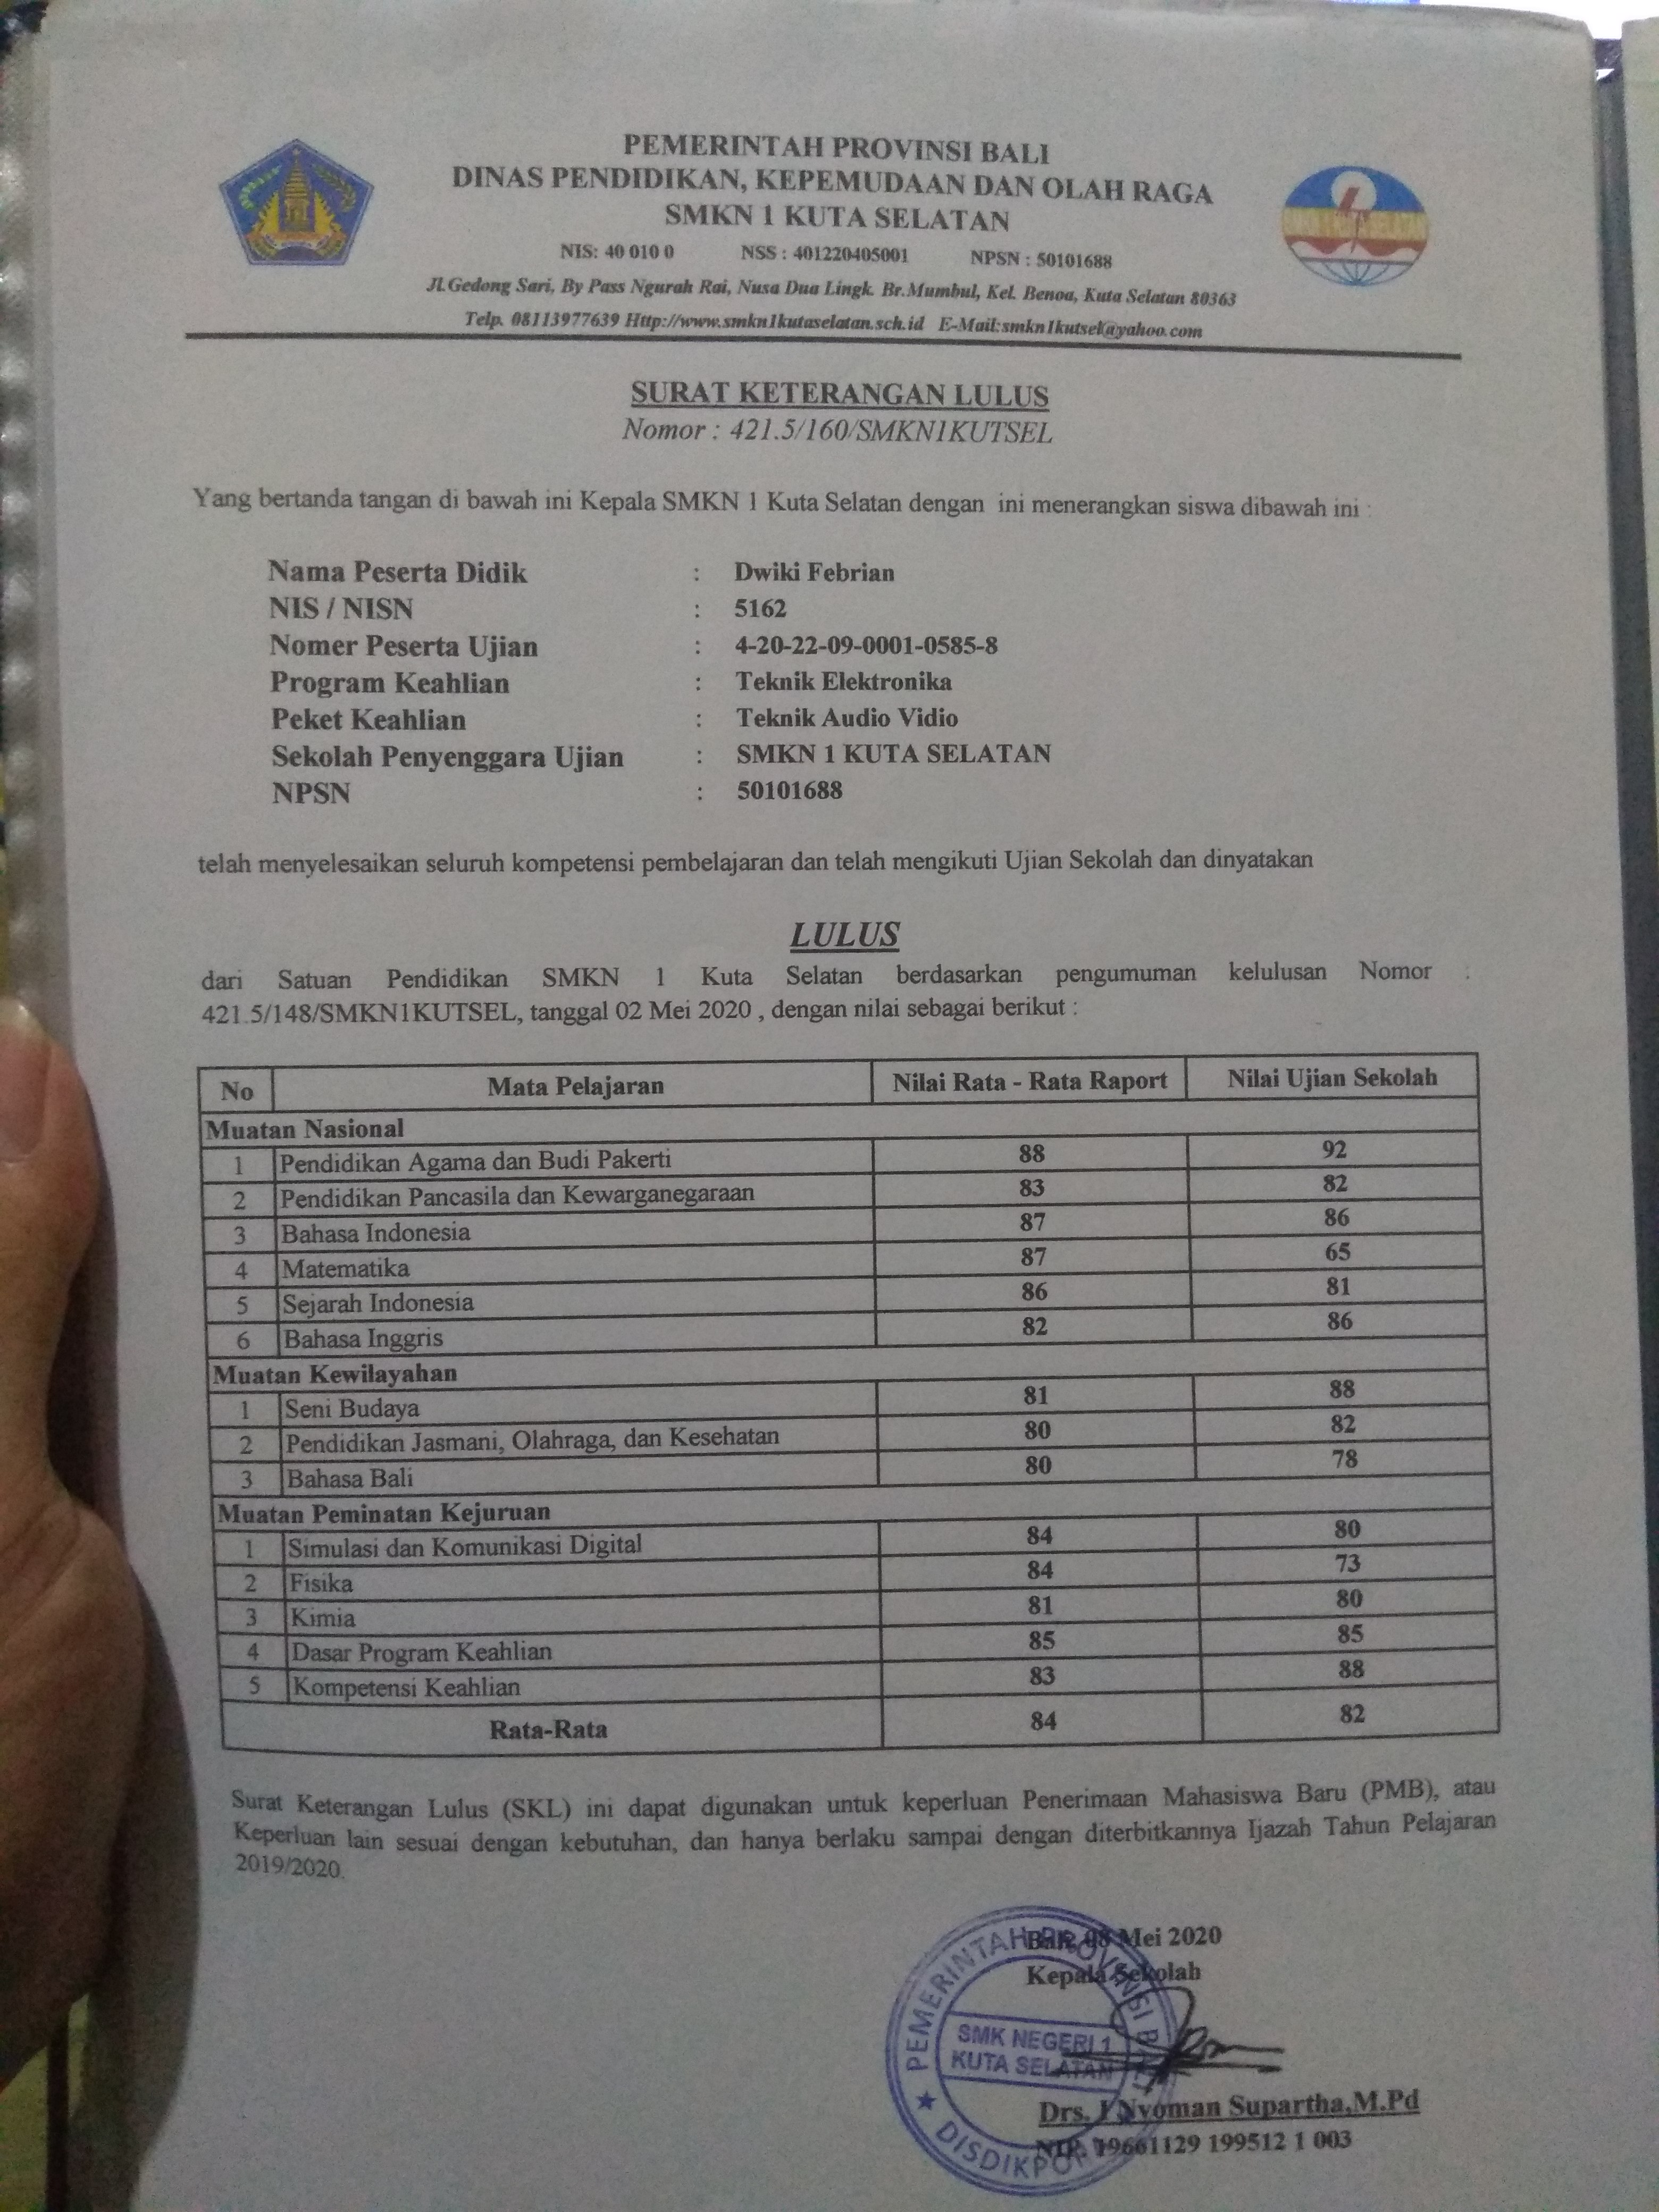 PEMERINTAH PROVINSI BALI
DINAS PENDIDIKAN, KEPEMUDAAN DAN OLAH RAGA
SMKN 1 KUTA SELATAN
NIS: 40 010 0 NSS : 401220405001 NPSN : 50101688
Jl.Gedong Sari, By Pass Ngurah Rai, Nusa Dua Lingk. Br.Mumbul, Kel. Benoa, Kuta Selatan 80363
Telp. 08113977639 Http://www.smkn1kutaselatan.sch.id E-Mail:smkn1kutsel@yahoo.com
SURAT KETERANGAN LULUS
Nomor : 421.5/160/SMKN1KUTSEL
Yang bertanda tangan di bawah ini Kepala SMKN 1 Kuta Selatan dengan ini menerangkan siswa dibawah ini :
Nama Peserta Didik : Dwiki Febrian
NIS / NISN : 5162
Nomer Peserta Ujian : 4-20-22-09-0001-0585-8
Program Keahlian : Teknik Elektronika
Peket Keahlian : Teknik Audio Vidio
Sekolah Penyenggara Ujian : SMKN 1 KUTA SELATAN
NPSN : 50101688
telah menyelesaikan seluruh kompetensi pembelajaran dan telah mengikuti Ujian Sekolah dan dinyatakan
LULUS
dari Satuan Pendidikan SMKN 1 Kuta Selatan berdasarkan pengumuman kelulusan Nomor :
421.5/148/SMKN1KUTSEL, tanggal 02 Mei 2020 , dengan nilai sebagai berikut :
No Mata Pelajaran Nilai Rata - Rata Raport Nilai Ujian Sekolah
Muatan Nasional
1 Pendidikan Agama dan Budi Pakerti 88 92
2 Pendidikan Pancasila dan Kewarganegaraan 83 82
3 Bahasa Indonesia 87 86
4 Matematika 87 65
5 Sejarah Indonesia 86 81
6 Bahasa Inggris 82 86
Muatan Kewilayahan
1 Seni Budaya 81 88
2 Pendidikan Jasmani, Olahraga, dan Kesehatan 80 82
3 Bahasa Bali 80 78
Muatan Peminatan Kejuruan
1 Simulasi dan Komunikasi Digital 84 80
2 Fisika 84 73
3 Kimia 81 80
4 Dasar Program Keahlian 85 85
5 Kompetensi Keahlian 83 88
Rata-Rata 84 82
Surat Keterangan Lulus (SKL) ini dapat digunakan untuk keperluan Penerimaan Mahasiswa Baru (PMB), atau
Keperluan lain sesuai dengan kebutuhan, dan hanya berlaku sampai dengan diterbitkannya Ijazah Tahun Pelajaran
2019/2020.
Mei 2020
Kepala Sekolah
PEMERINTAH PROVINSI BALI
SMK NEGERI 1
KUTA SELATAN
Drs. I Nyoman Supartha,M.Pd
NIP. 19661129 199512 1 003